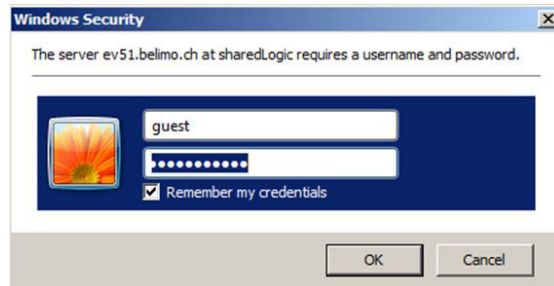 Windows Security
The server ev51.belimo.ch at sharedLogic requires a username and password.
guest
•••••••••••
Remember my credentials
OK
Cancel